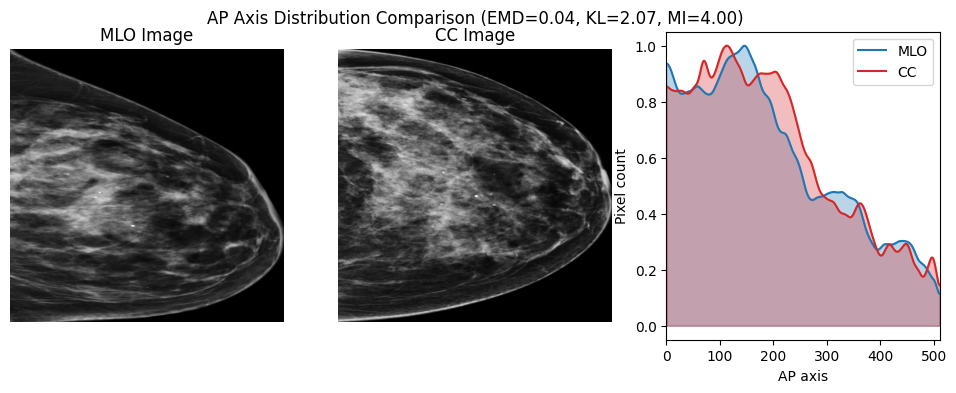 AP Axis Distribution Comparison (EMD=0.04, KL=2.07, MI=4.00)
MLO Image
CC Image
MLO
CC
Pixel count
1.0
0.8
0.6
0.4
0.2
0.0
0 100 200 300 400 500
AP axis